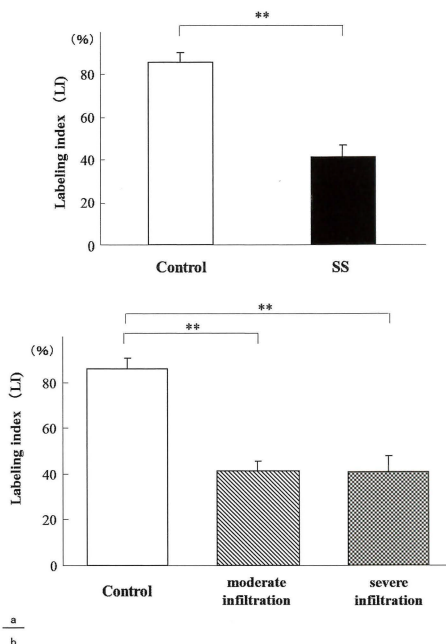 **
(%)
Labeling index (LI)
80
60
40
20
0
Control
SS
**
**
(%)
Labeling index (LI)
80
60
40
20
0
Control
moderate
infiltration
severe
infiltration
a
b